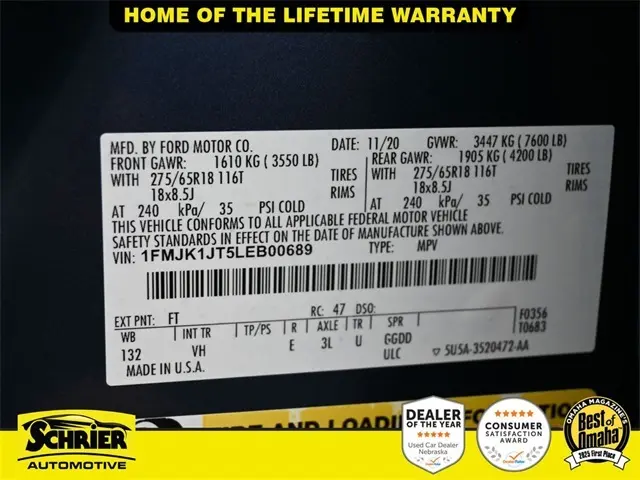 HOME OF THE LIFETIME WARRANTY
MFD. BY FORD MOTOR CO. DATE: 11/20 GVWR: 3447 KG ( 7600 LB)
FRONT GAWR: 1610 KG ( 3550 LB) REAR GAWR: 1905 KG ( 4200 LB)
WITH 275/65R18 116T TIRES WITH 275/65R18 116T TIRES
18x8.5J RIMS 18x8.5J RIMS
AT 240 kPa/ 35 PSI COLD AT 240 kPa/ 35 PSI COLD
THIS VEHICLE CONFORMS TO ALL APPLICABLE FEDERAL MOTOR VEHICLE
SAFETY STANDARDS IN EFFECT ON THE DATE OF MANUFACTURE SHOWN ABOVE.
VIN: 1FMJK1JT5LEB00689 TYPE: MPV
EXT PNT: FT RC: 47 DSO: F0356
WB INT TR TP/PS R AXLE TR SPR T0683
132 VH E 3L U GGDD
ULC ▽ 5U5A-3520472-AA
MADE IN U.S.A.
TIRE AND LOADING INFORMATION
SCHRIER
AUTOMOTIVE
DEALER
OF THE YEAR
Used Car Dealer
Nebraska
DealerRater
CONSUMER
SATISFACTION
AWARD
DealerRater
OMAHA MAGAZINE'S
Best of
Omaha
2025 First Place